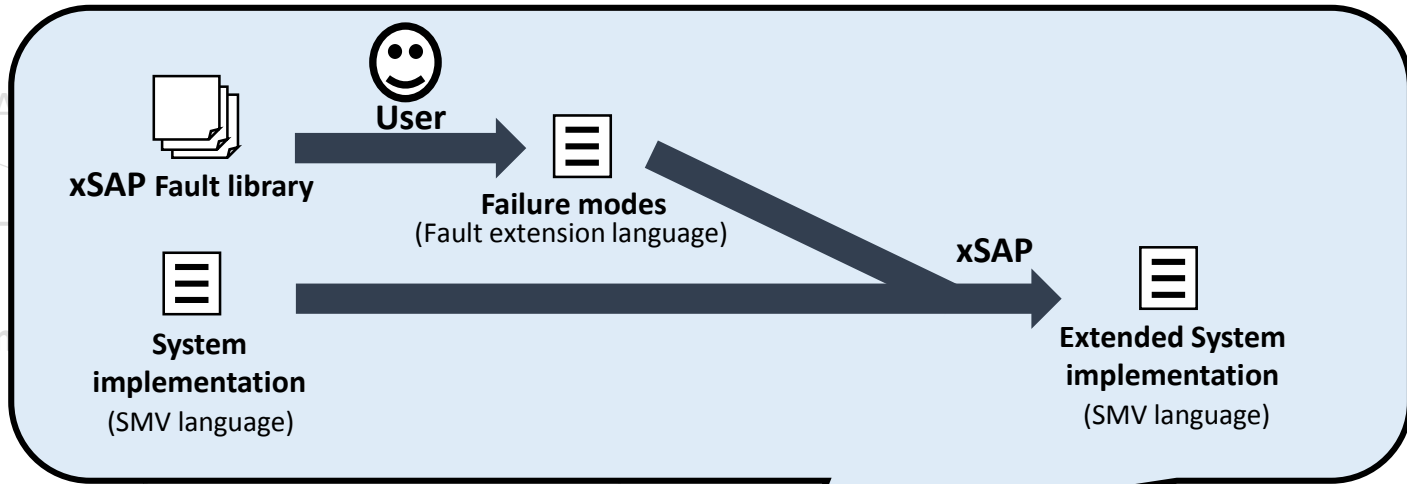 User
xSAP Fault library
Failure modes
(Fault extension language)
xSAP
System
implementation
(SMV language)
Extended System
implementation
(SMV language)